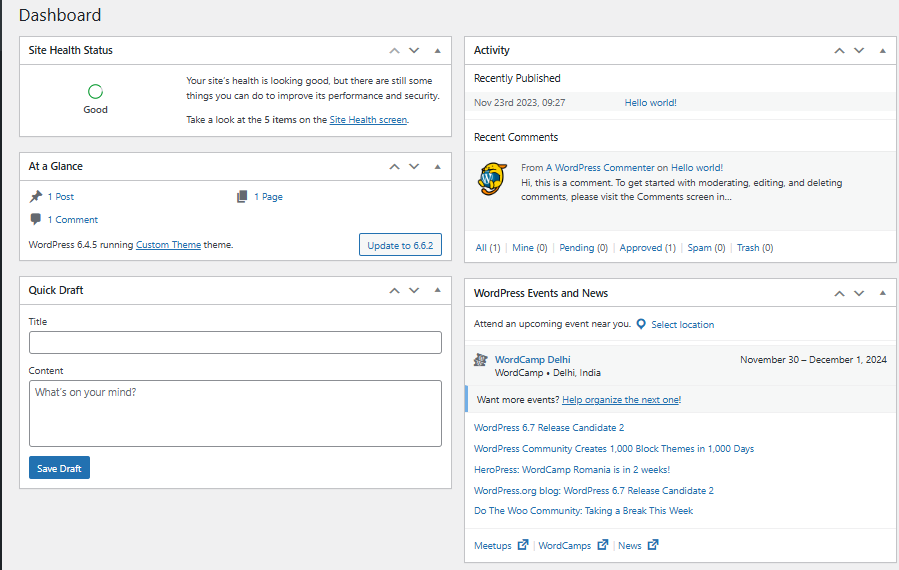 Dashboard
Site Health Status
Good
Your site's health is looking good, but there are still some
things you can do to improve its performance and security.
Take a look at the 5 items on the Site Health screen.
At a Glance
1 Post
1 Page
1 Comment
WordPress 6.4.5 running Custom Theme theme.
Update to 6.6.2
Quick Draft
Title
Content
What's on your mind?
Save Draft
Activity
Recently Published
Nov 23rd 2023, 09:27
Hello world!
Recent Comments
From A WordPress Commenter on Hello world!
Hi, this is a comment. To get started with moderating, editing, and deleting
comments, please visit the Comments screen in…
All (1) | Mine (0) | Pending (0) | Approved (1) | Spam (0) | Trash (0)
WordPress Events and News
Attend an upcoming event near you. Select location
WordCamp Delhi
November 30 – December 1, 2024
WordCamp • Delhi, India
Want more events? Help organize the next one!
WordPress 6.7 Release Candidate 2
WordPress Community Creates 1,000 Block Themes in 1,000 Days
HeroPress: WordCamp Romania is in 2 weeks!
WordPress.org blog: WordPress 6.7 Release Candidate 2
Do The Woo Community: Taking a Break This Week
Meetups | WordCamps | News